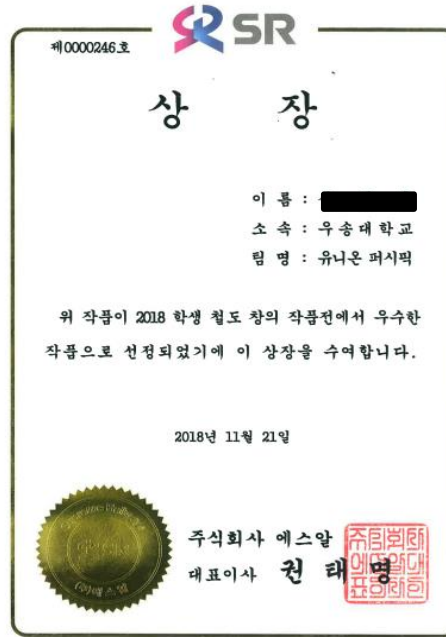 SR
제0000246호
상 장
이 름 :
소 속 : 우송대학교
팀 명 : 유니온 퍼시픽
위 작품이 2018 학생 철도 창의 작품전에서 우수한
작품으로 선정되었기에 이 상장을 수여합니다.
2018년 11월 21일
주식회사 에스알
대표이사 권 태 명